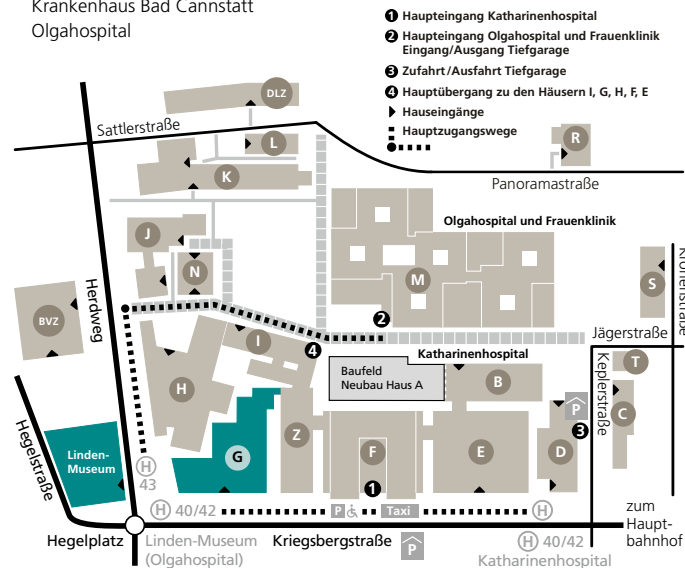 Krankenhaus Bad Cannstatt
Olgahospital
1 Haupteingang Katharinenhospital
2 Haupteingang Olgahospital und Frauenklinik
Eingang/Ausgang Tiefgarage
3 Zufahrt/Ausfahrt Tiefgarage
4 Hauptübergang zu den Häusern I, G, H, F, E
Hauseingänge
Hauptzugangswege
DLZ
Sattlerstraße
L
R
K
Panoramastraße
Olgahospital und Frauenklinik
J
N
M
S
Kronenstraße
Herdweg
BVZ
2
Jägerstraße
I
4
Katharinenhospital
T
Baufeld
Neubau Haus A
B
H
Keplerstraße
P
C
Hegelstraße
Linden-
Museum
G
Z
F
E
D
3
H
43
1
H 40/42
P
Taxi
H
zum
Haupt-
bahnhof
Hegelplatz
Linden-Museum
(Olgahospital)
Kriegsbergstraße
P
H 40/42
Katharinenhospital